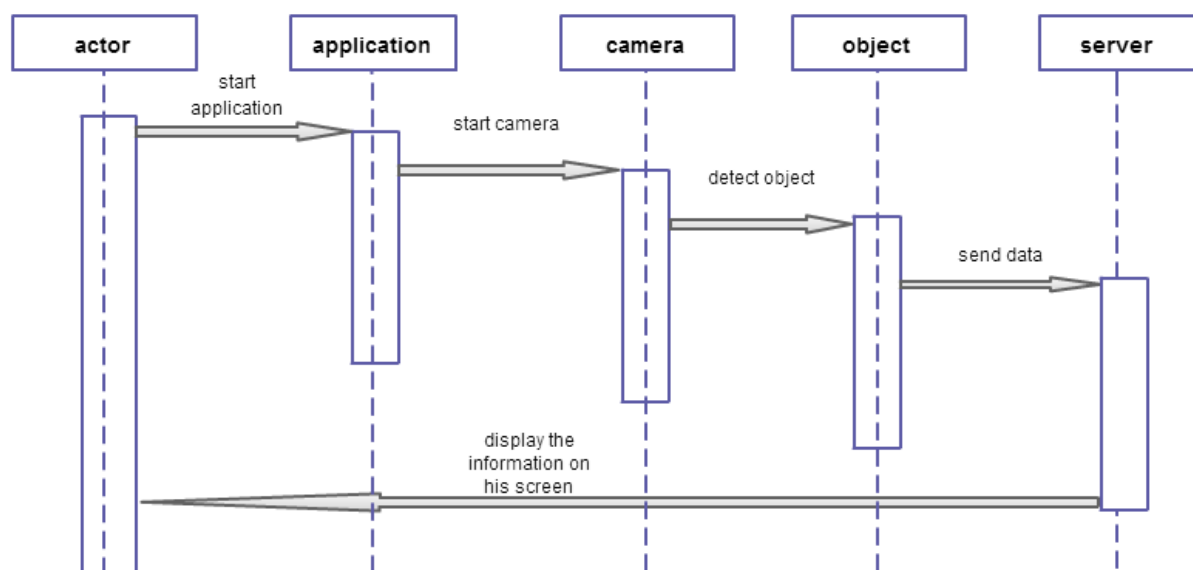 actor
application
camera
object
server
start
application
start camera
detect object
send data
display the
information on
his screen